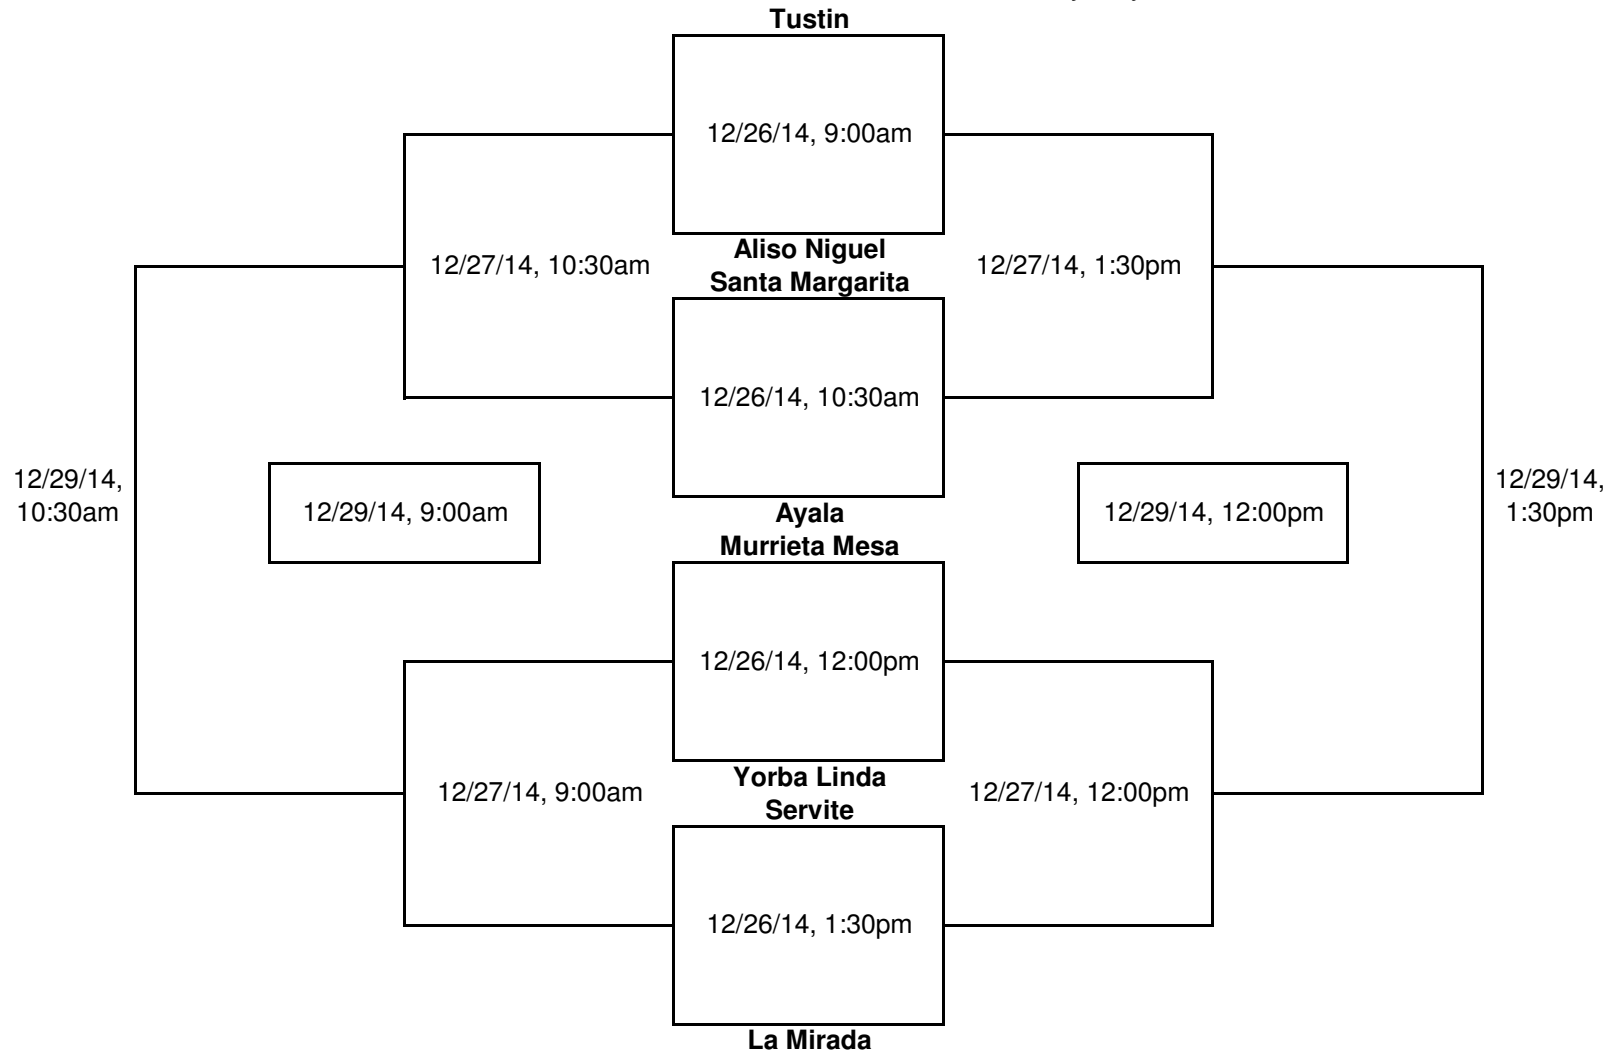 Tustin
12/26/14, 9:00am
Aliso Niguel
12/27/14, 10:30am
12/27/14, 1:30pm
Santa Margarita
12/26/14, 10:30am
12/29/14,
10:30am
12/29/14, 9:00am
Ayala
12/29/14, 12:00pm
12/29/14,
1:30pm
Murrieta Mesa
12/26/14, 12:00pm
Yorba Linda
12/27/14, 9:00am
12/27/14, 12:00pm
Servite
12/26/14, 1:30pm
La Mirada